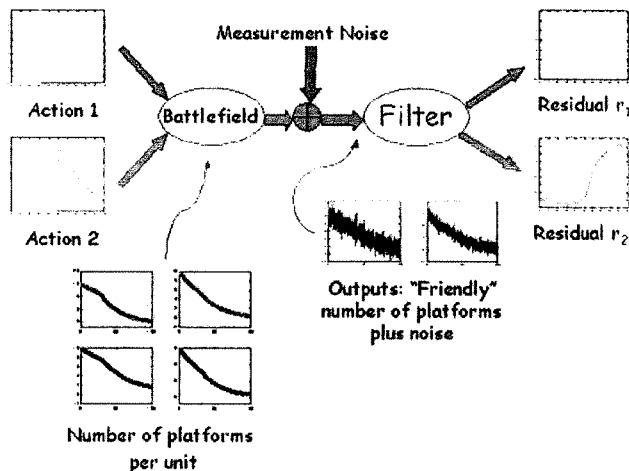 Measurement Noise
Action 1
Battlefield
Filter
Residual r1
Action 2
Residual r2
Outputs: "Friendly"
number of platforms
plus noise
Number of platforms
per unit